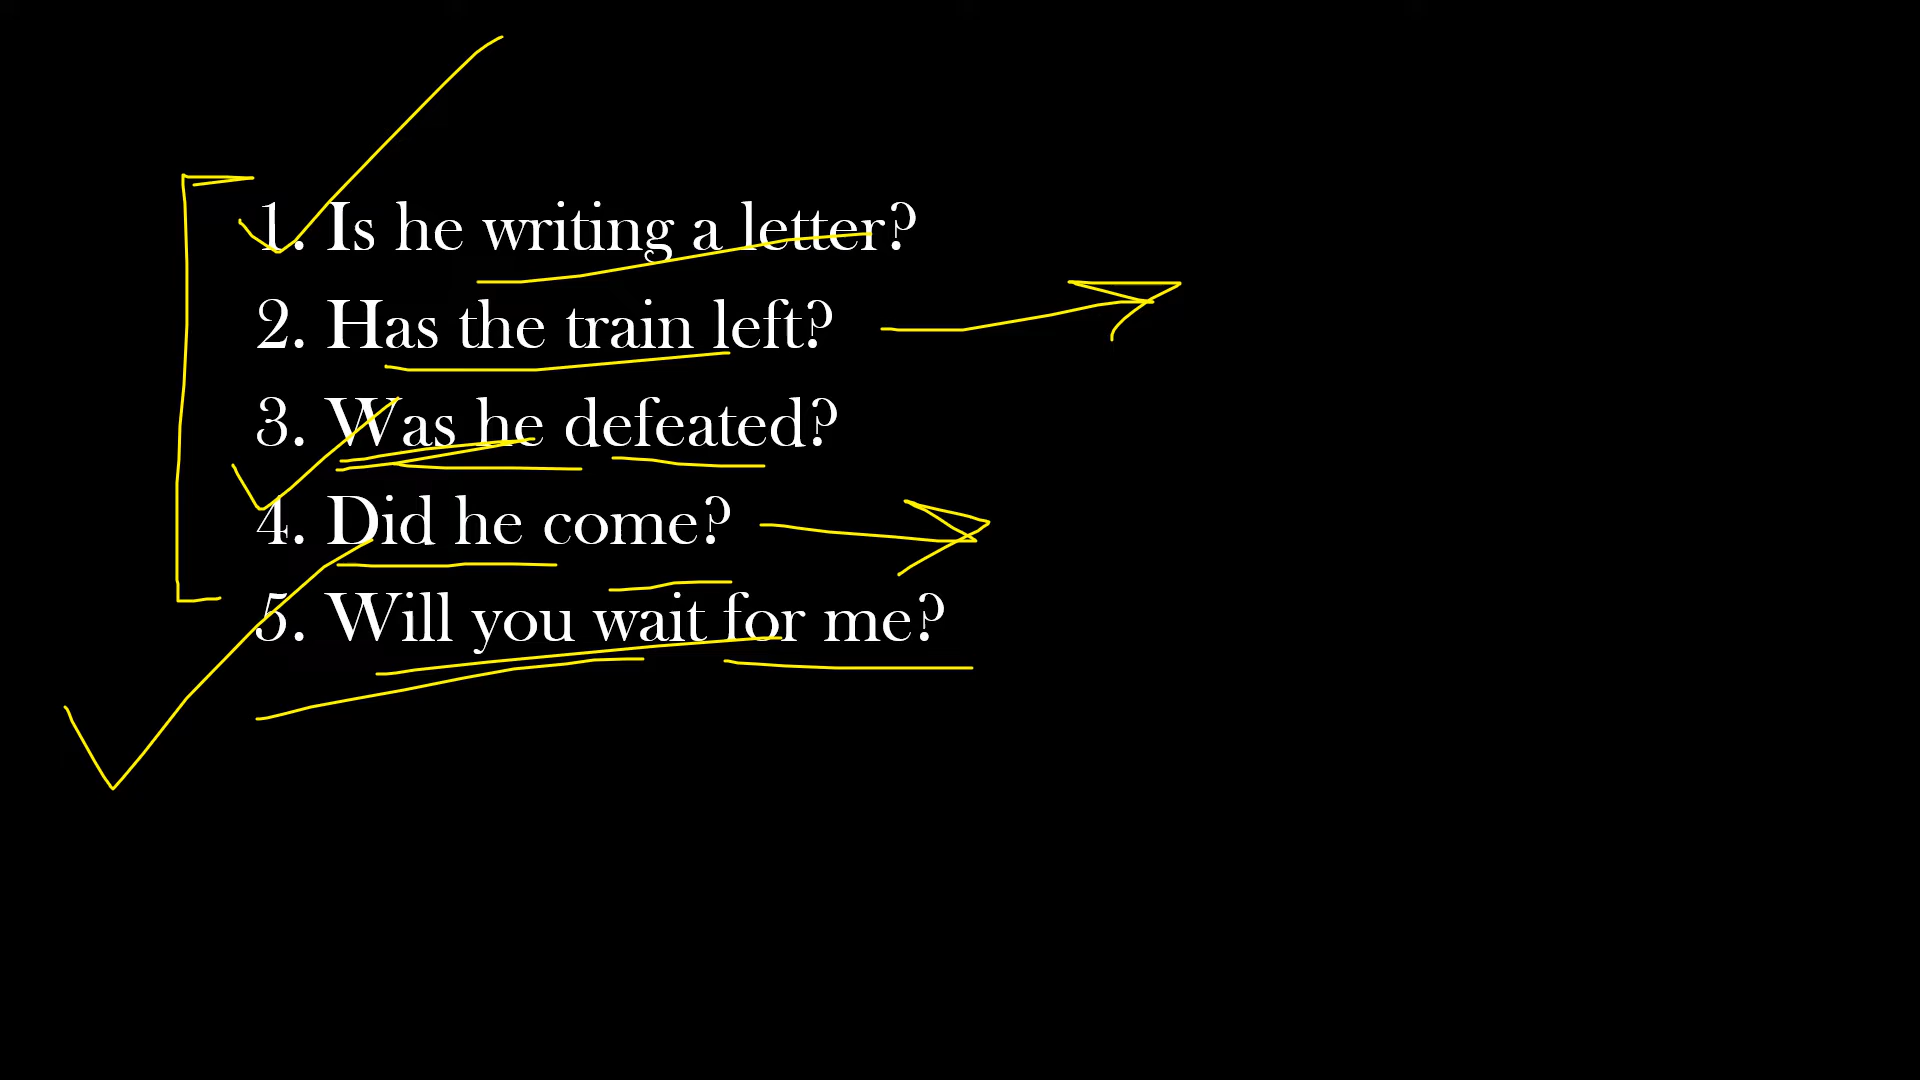 1. Is he writing a letter?
2. Has the train left?
3. Was he defeated?
4. Did he come?
5. Will you wait for me?